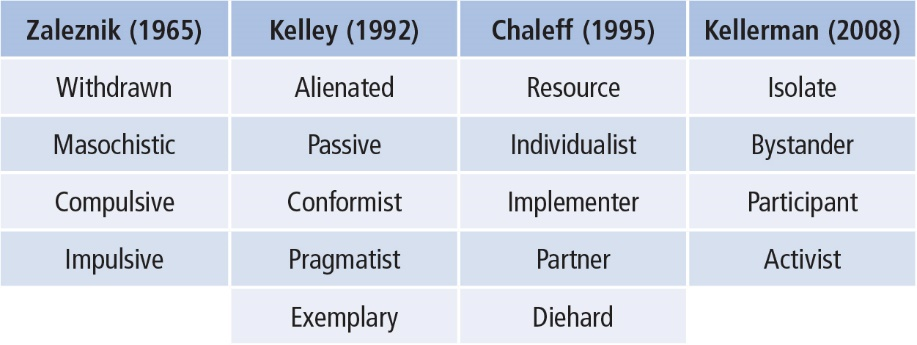 Zaleznik (1965) Kelley (1992) Chaleff (1995) Kellerman (2008)
Withdrawn Alienated Resource Isolate
Masochistic Passive Individualist Bystander
Compulsive Conformist Implementer Participant
Impulsive Pragmatist Partner Activist
Exemplary Diehard